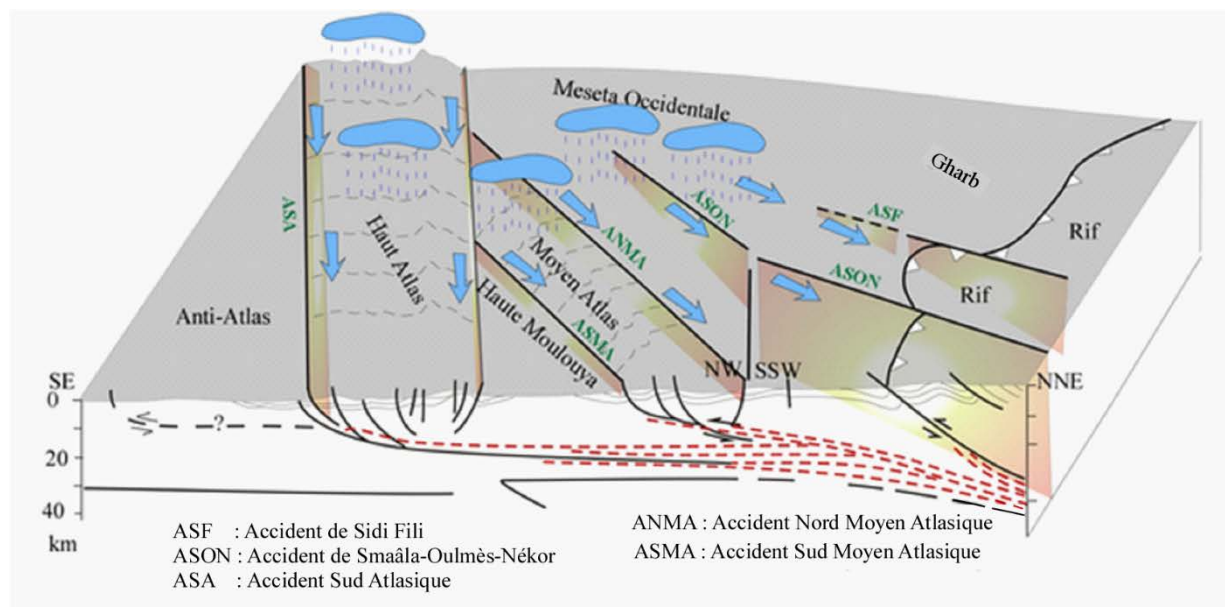 Meseta Occidentale
Gharb
ASON
ASF
Rif
ASA
Haut Atlas
Moyen Atlas
ANMA
ASON
Rif
Anti-Atlas
Haute Moulouya
ASMA
SE
NW
SSW
NNE
0
?
20
40
km
ASF : Accident de Sidi Fili
ASON : Accident de Smaâla-Oulmès-Nékor
ASA : Accident Sud Atlasique
ANMA : Accident Nord Moyen Atlasique
ASMA : Accident Sud Moyen Atlasique